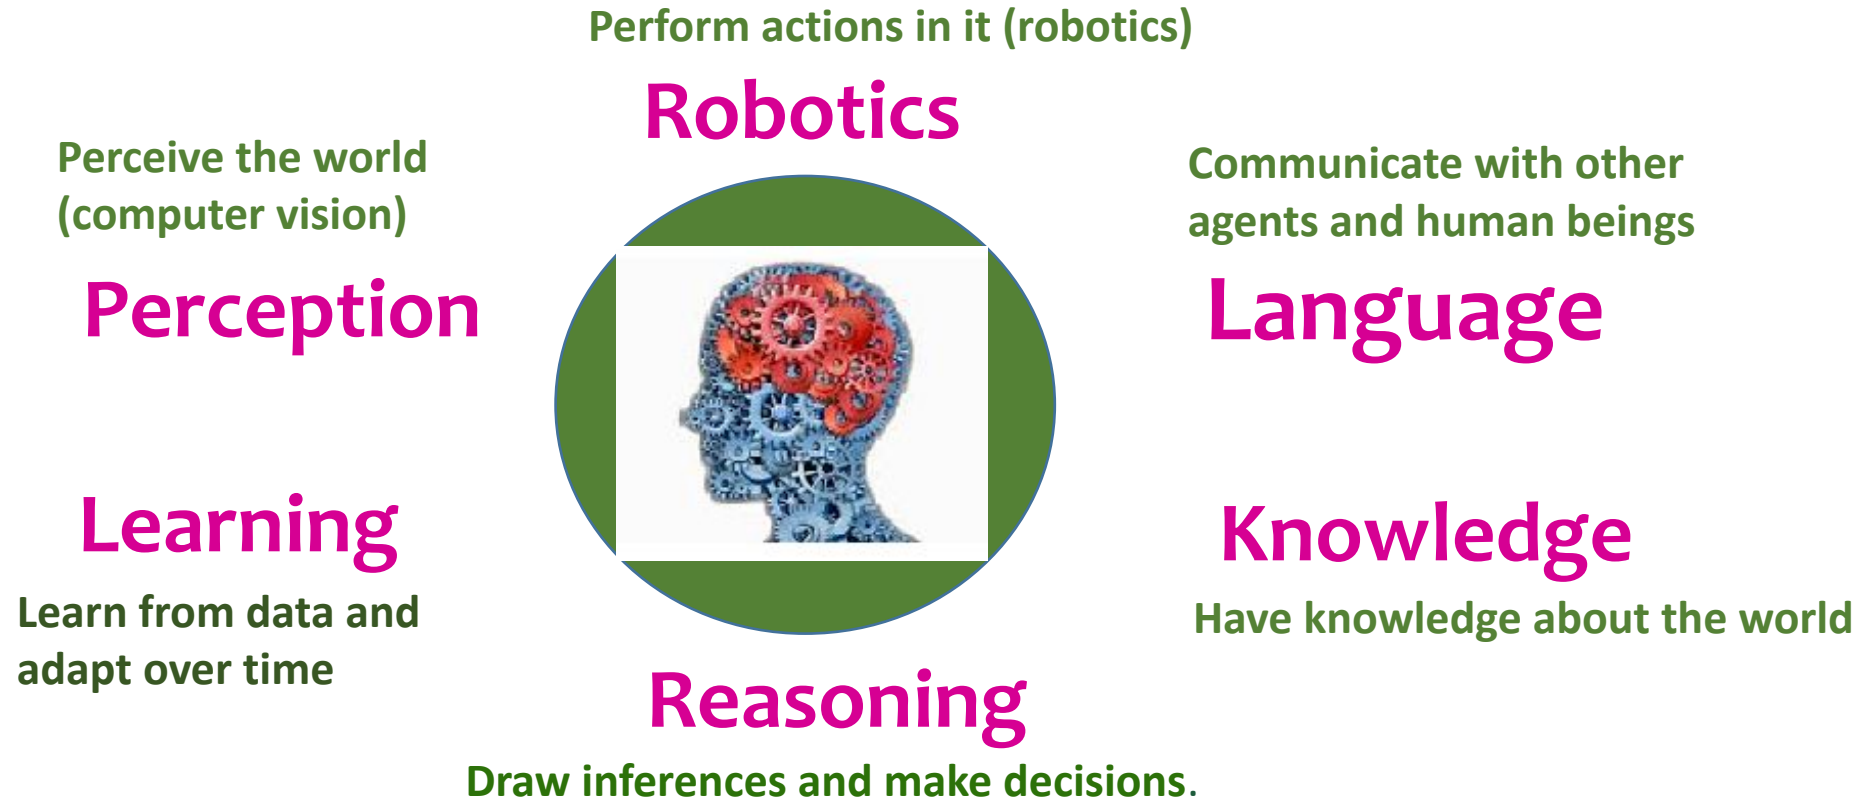 Perform actions in it (robotics)
Robotics
Perceive the world
(computer vision)
Perception
Communicate with other
agents and human beings
Language
Learning
Learn from data and
adapt over time
Knowledge
Have knowledge about the world
Reasoning
Draw inferences and make decisions.